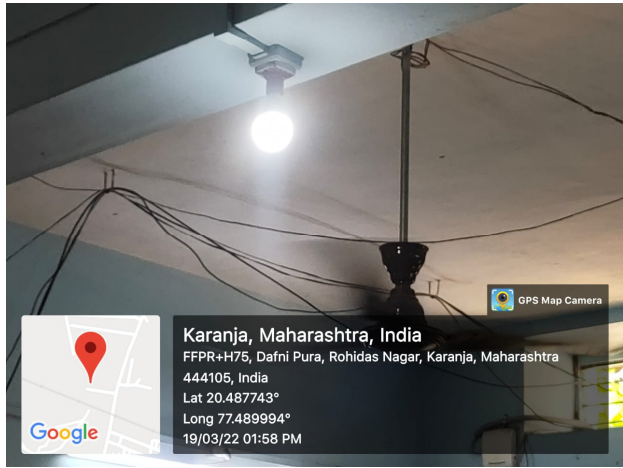 GPS Map Camera
Karanja, Maharashtra, India
FFPR+H75, Dafni Pura, Rohidas Nagar, Karanja, Maharashtra
444105, India
Lat 20.487743°
Long 77.489994°
19/03/22 01:58 PM
Google